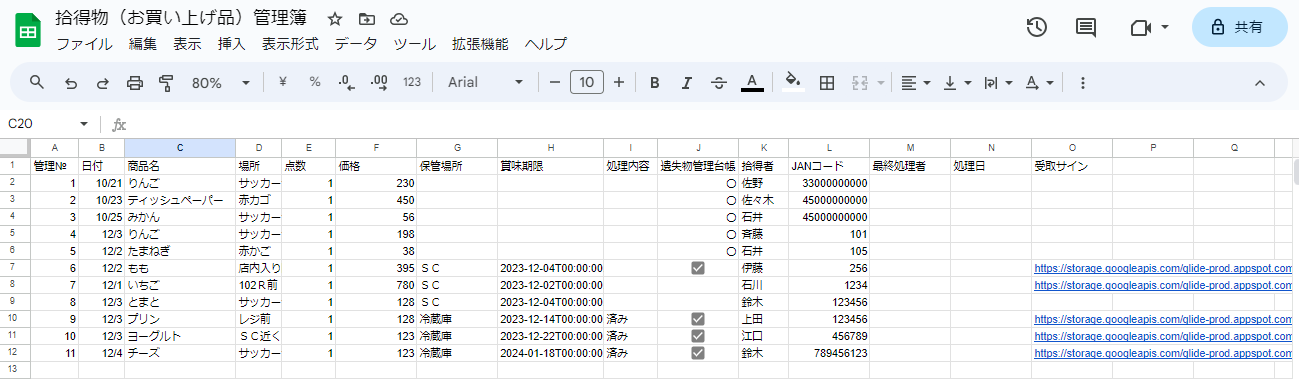 拾得物（お買い上げ品）管理簿
ファイル 編集 表示 挿入 表示形式 データ ツール 拡張機能 ヘルプ
共有
80% ¥ % .0 .00 123 Arial 10 B I S A
C20 fx
A B C D E F G H I J K L M N O P Q
1 管理№ 日付 商品名 場所 点数 価格 保管場所 賞味期限 処理内容 遺失物管理台帳 拾得者 JANコード 最終処理者 処理日 受取サイン
2 1 10/21 りんご サッカー 1 230 〇 佐野 33000000000
3 2 10/23 ティッシュペーパー 赤カゴ 1 450 〇 佐々木 45000000000
4 3 10/25 みかん サッカー 1 56 〇 石井 45000000000
5 4 12/3 りんご サッカー 1 198 〇 斉藤 101
6 5 12/2 たまねぎ 赤かご 1 38 〇 石井 105
7 6 12/2 もも 店内入り 1 395 ＳＣ 2023-12-04T00:00:00 伊藤 256 https://storage.googleapis.com/glide-prod.appspot.com
8 7 12/1 いちご 102Ｒ前 1 780 ＳＣ 2023-12-02T00:00:00 石川 1234 https://storage.googleapis.com/glide-prod.appspot.com
9 8 12/3 とまと サッカー 1 128 ＳＣ 2023-12-04T00:00:00 鈴木 123456
10 9 12/3 プリン レジ前 1 128 冷蔵庫 2023-12-14T00:00:00 済み 上田 123456 https://storage.googleapis.com/glide-prod.appspot.com
11 10 12/3 ヨーグルト ＳＣ近く 1 123 冷蔵庫 2023-12-22T00:00:00 済み 江口 456789 https://storage.googleapis.com/glide-prod.appspot.com
12 11 12/4 チーズ サッカー 1 123 冷蔵庫 2024-01-18T00:00:00 済み 鈴木 789456123 https://storage.googleapis.com/glide-prod.appspot.com
13